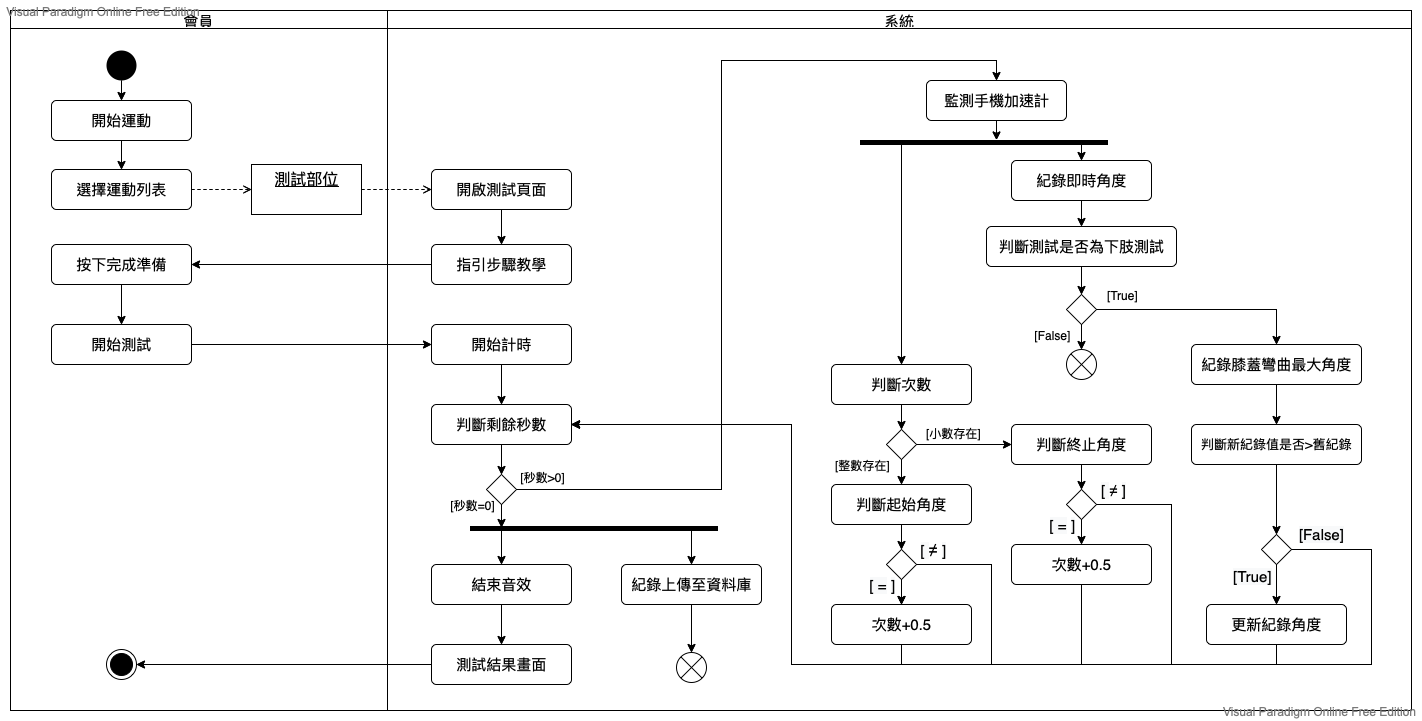 Visual Paradigm Online Free Edition
會員
系統
開始運動
選擇運動列表
測試部位
開啟測試頁面
按下完成準備
指引步驟教學
開始測試
開始計時
判斷剩餘秒數
[秒數>0]
[秒數=0]
結束音效
紀錄上傳至資料庫
測試結果畫面
監測手機加速計
紀錄即時角度
判斷測試是否為下肢測試
[True]
[False]
紀錄膝蓋彎曲最大角度
判斷次數
[小數存在]
[整數存在]
判斷終止角度
判斷新紀錄值是否>舊紀錄
判斷起始角度
[ ≠ ]
[ = ]
次數+0.5
[ ≠ ]
[ = ]
次數+0.5
[False]
[True]
更新紀錄角度
Visual Paradigm Online Free Edition